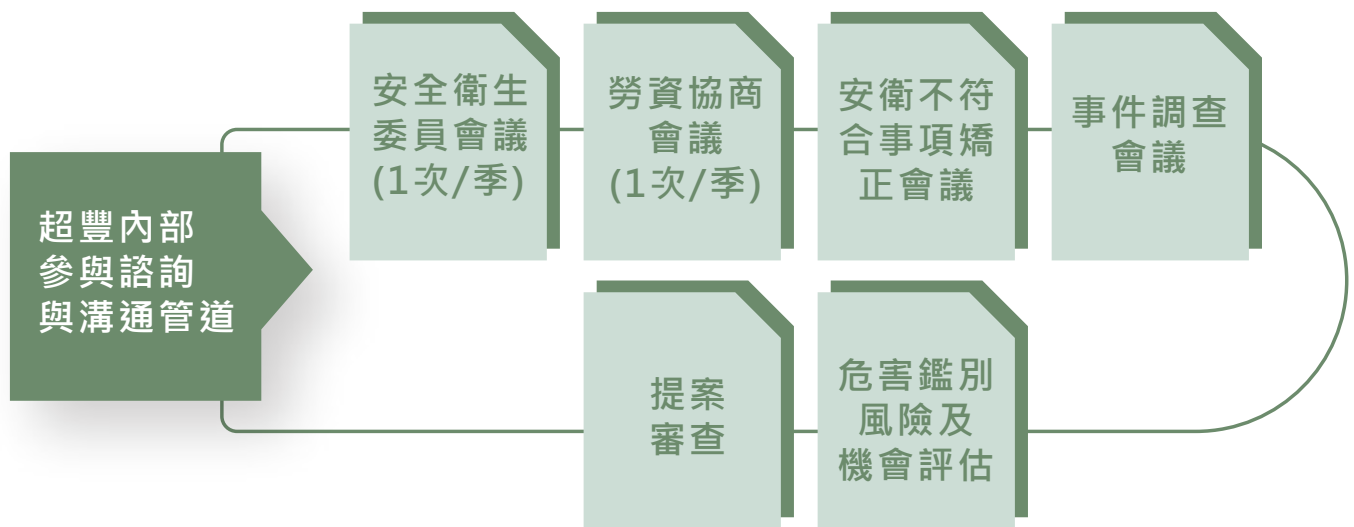 超豐內部
參與諮詢
與溝通管道
安全衛生
委員會議
(1次/季)
勞資協商
會議
(1次/季)
安衛不符
合事項矯
正會議
事件調查
會議
提案
審查
危害鑑別
風險及
機會評估